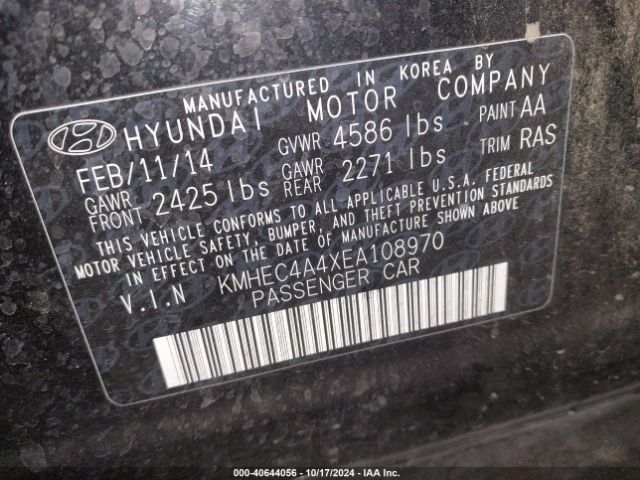 MANUFACTURED IN KOREA BY
HYUNDAI MOTOR COMPANY
FEB/11/14 GVWR 4586 lbs PAINT AA
GAWR FRONT 2425 lbs GAWR REAR 2271 lbs TRIM RAS
THIS VEHICLE CONFORMS TO ALL APPLICABLE U.S.A. FEDERAL
MOTOR VEHICLE SAFETY, BUMPER, AND THEFT PREVENTION STANDARDS
IN EFFECT ON THE DATE OF MANUFACTURE SHOWN ABOVE
V.I.N KMHEC4A4XEA108970
PASSENGER CAR
000-40644056 - 10/17/2024 - IAA Inc.